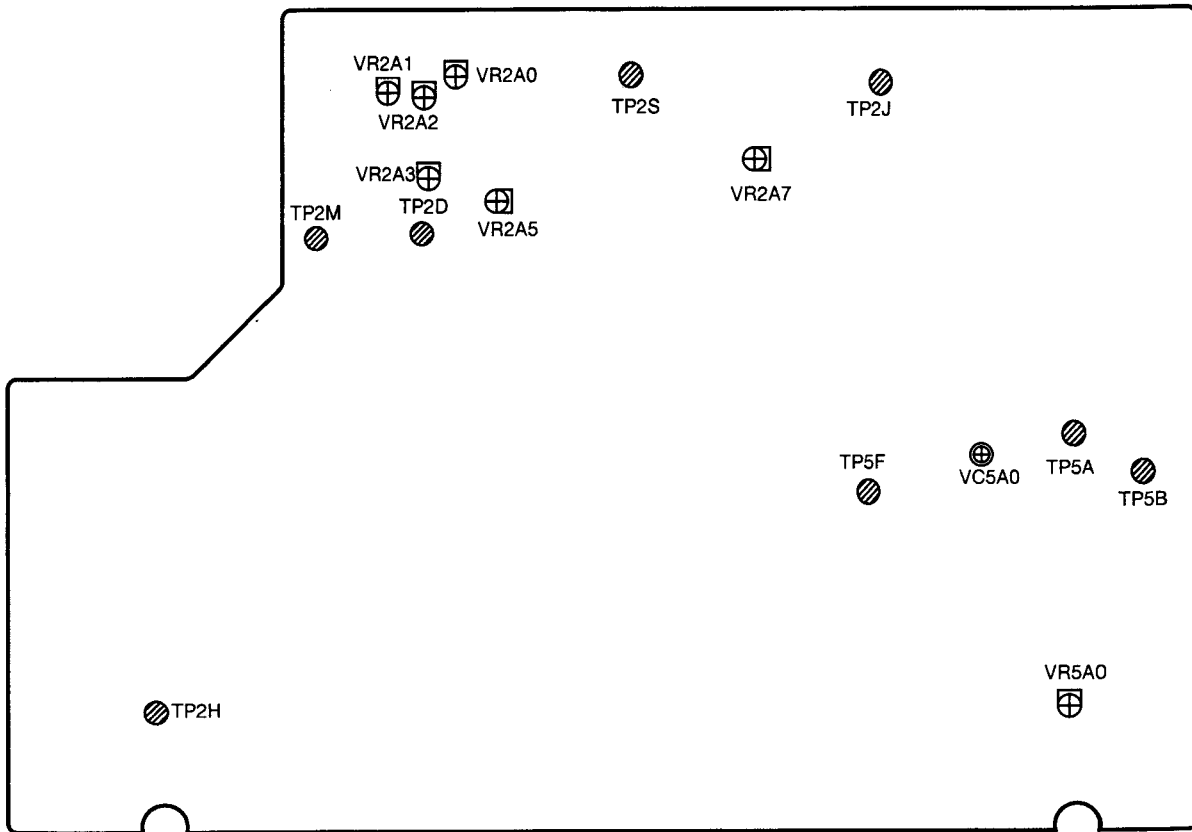 VR2A1
VR2A0
VR2A2
TP2S
TP2J
VR2A3
VR2A7
TP2M
TP2D
VR2A5
TP5F
VC5A0
TP5A
TP5B
VR5A0
TP2H